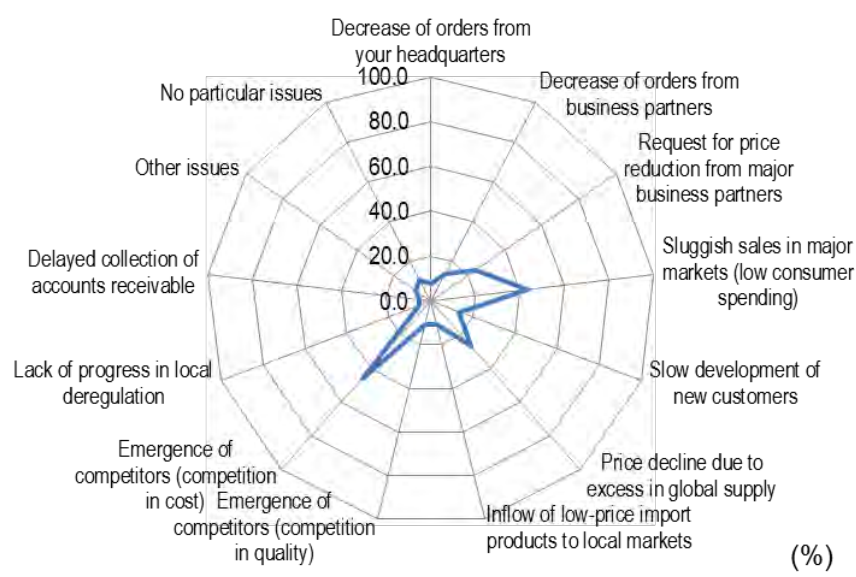 Decrease of orders from
your headquarters
100.0
80.0
60.0
40.0
20.0
0.0
Decrease of orders from
business partners
Request for price
reduction from major
business partners
Sluggish sales in major
markets (low consumer
spending)
Slow development of
new customers
Price decline due to
excess in global supply
Inflow of low-price import
products to local markets
Emergence of
competitors (competition
in quality)
Emergence of
competitors (competition
in cost)
Lack of progress in local
deregulation
Delayed collection of
accounts receivable
Other issues
No particular issues
(%)